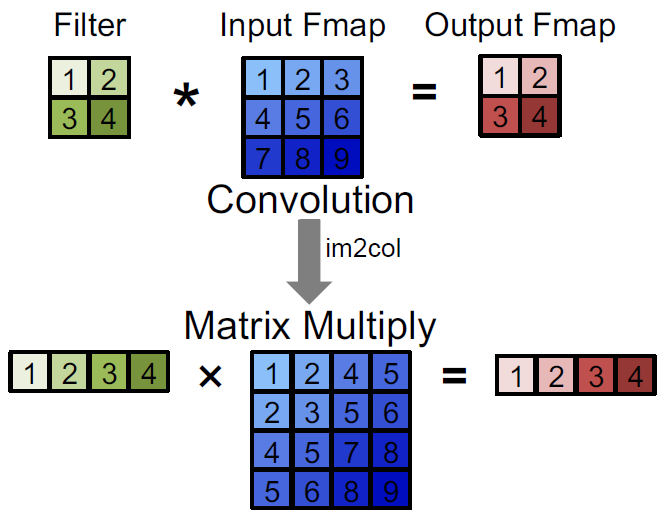 Filter Input Fmap Output Fmap
1 2 * 1 2 3 = 1 2
3 4 4 5 6 3 4
7 8 9
Convolution
im2col
Matrix Multiply
1 2 3 4 × 1 2 4 5 = 1 2 3 4
2 3 5 6
4 5 7 8
5 6 8 9